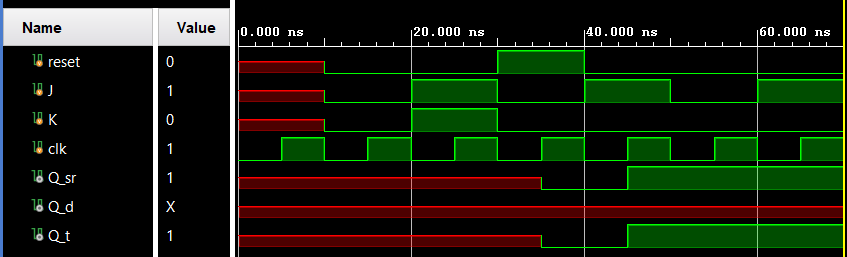 Name Value 0.000 ns 20.000 ns 40.000 ns 60.000 ns
reset 0
J 1
K 0
clk 1
Q_sr 1
Q_d X
Q_t 1